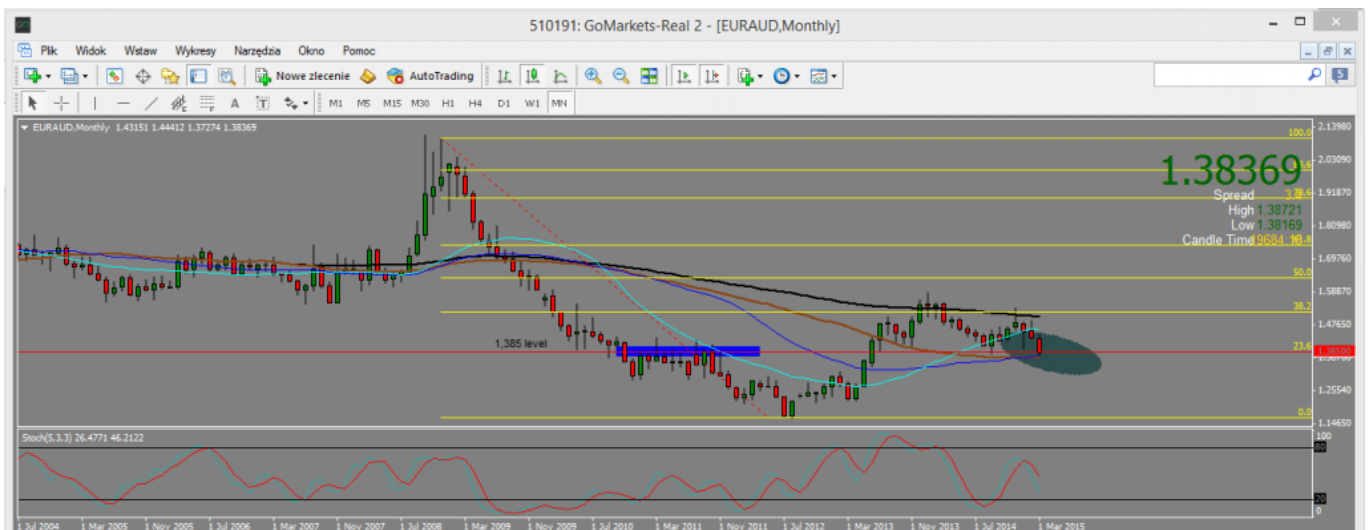 510191: GoMarkets-Real 2 - [EURAUD,Monthly]
Plik Widok Wstaw Wykresy Narzędzia Okno Pomoc
Nowe zlecenie AutoTrading
5
A T M1 M5 M15 M30 H1 H4 D1 W1 MN
EURAUD,Monthly 1.43151 1.44412 1.37274 1.38369
100.0
2.13980
2.03090
1.38369
Spread
1.91870
High 1.38721
Low 1.38169
1.80980
Candle Time
1.69760
50.0
1.58870
38.2
1.47650
1,385 level
23.6
1.25540
0.0
1.14650
Stoch(5,3,3) 26.4771 46.2122
100
80
20
0
1 Jul 2004 1 Mar 2005 1 Nov 2005 1 Jul 2006 1 Mar 2007 1 Nov 2007 1 Jul 2008 1 Mar 2009 1 Nov 2009 1 Jul 2010 1 Mar 2011 1 Nov 2011 1 Jul 2012 1 Mar 2013 1 Nov 2013 1 Jul 2014 1 Mar 2015